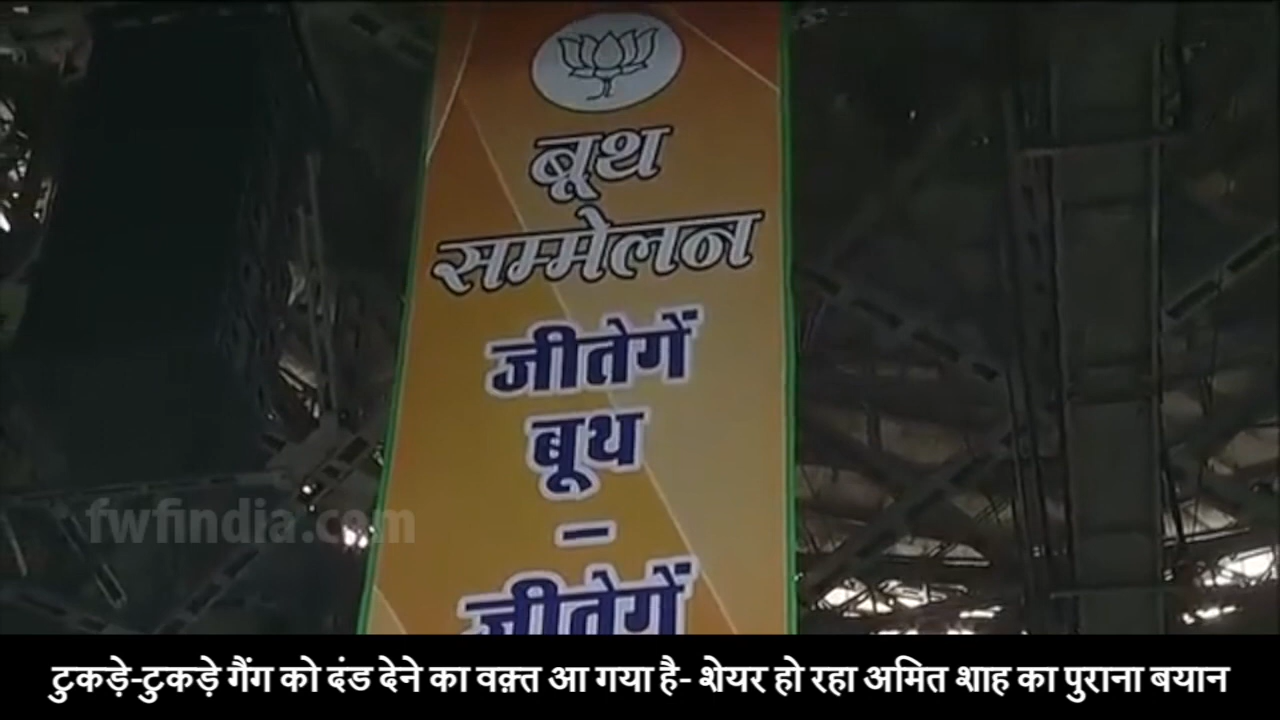 बूथ
सम्मेलन
जीतेगें
बूथ
–
जीतेगें
fwfindia.com
टुकड़े-टुकड़े गैंग को दंड देने का वक़्त आ गया है- शेयर हो रहा अमित शाह का पुराना बयान